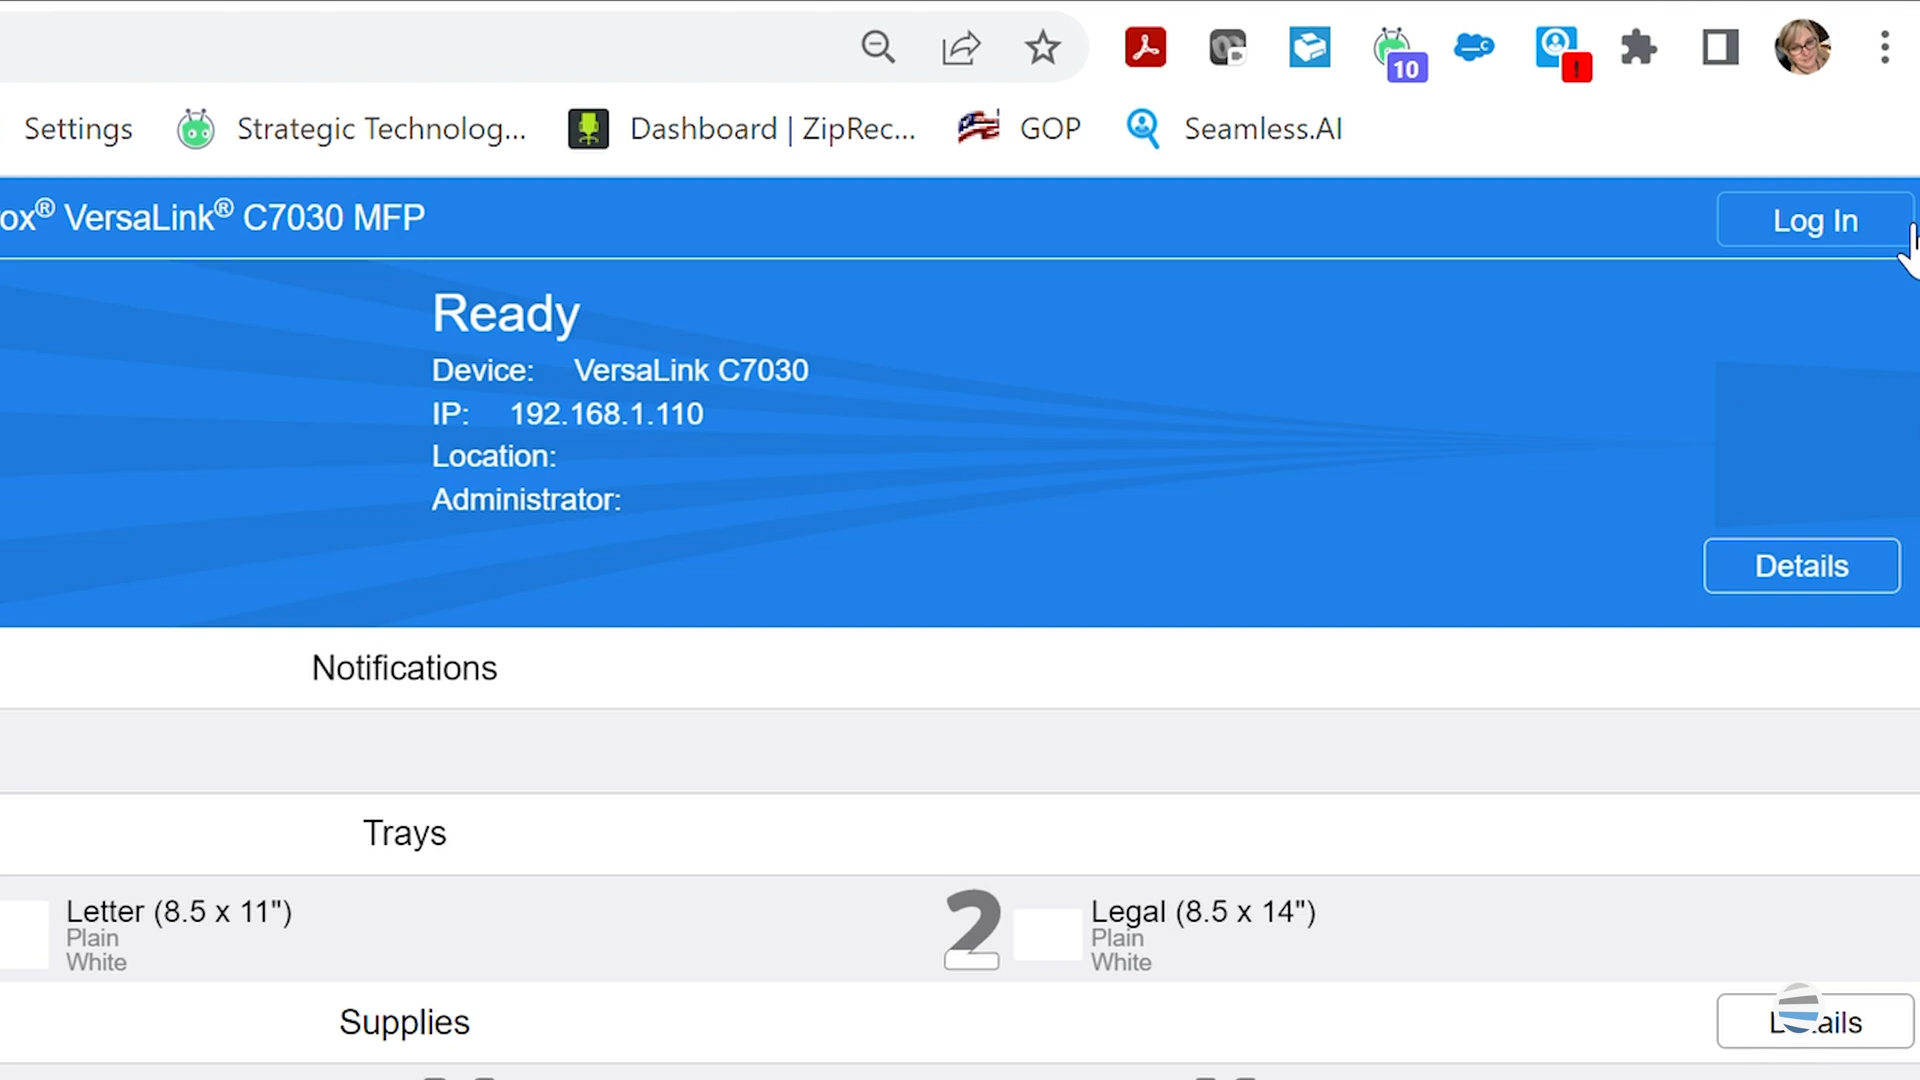 10
!
Settings
Strategic Technolog...
Dashboard | ZipRec...
GOP
Seamless.AI
ox® VersaLink® C7030 MFP
Log In
Ready
Device: VersaLink C7030
IP: 192.168.1.110
Location:
Administrator:
Details
Notifications
Trays
Letter (8.5 x 11")
Plain
White
2
Legal (8.5 x 14")
Plain
White
Supplies